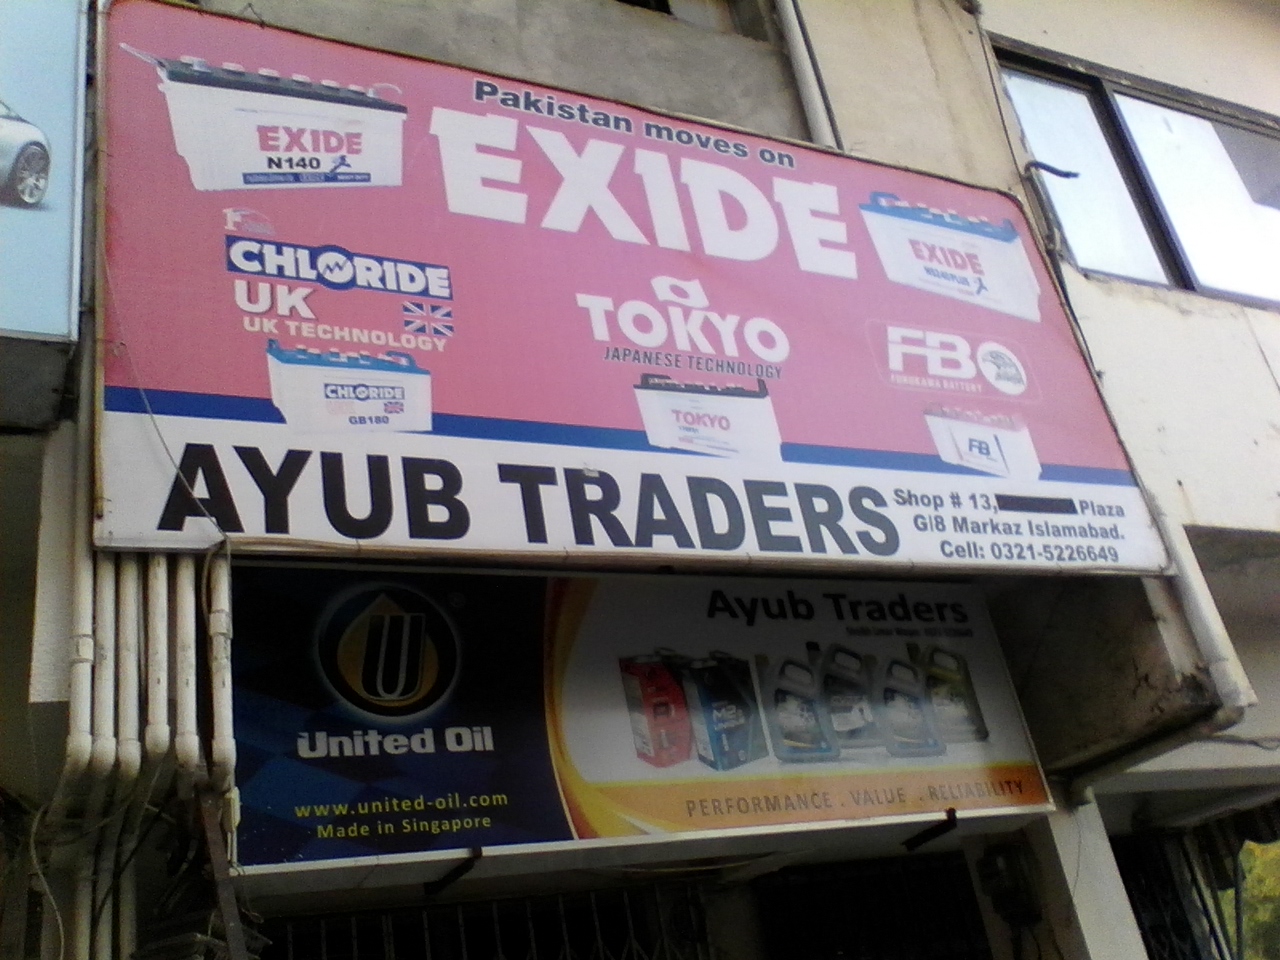 Pakistan moves on
EXIDE
EXIDE
N140
EXIDE
CHLORIDE
UK
UK TECHNOLOGY
CHLORIDE
GB180
TOKYO
JAPANESE TECHNOLOGY
TOKYO
FB
FURUKAWA BATTERY
FB
AYUB TRADERS
Shop # 13, Plaza
G/8 Markaz Islamabad.
Cell: 0321-5226649
U
United Oil
www.united-oil.com
Made in Singapore
Ayub Traders
PERFORMANCE . VALUE . RELIABILITY